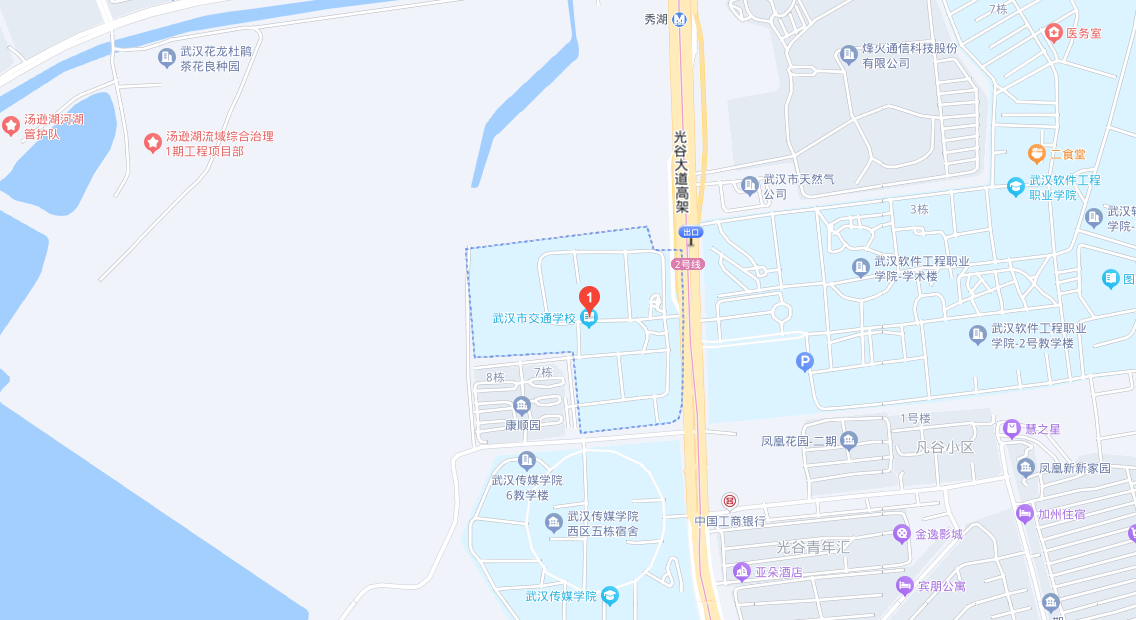 7栋
医务室
秀湖
烽火通信科技股份
有限公司
武汉花龙杜鹃
茶花良种园
汤逊湖河湖
管护队
汤逊湖流域综合治理
1期工程项目部
光谷大道高架
二食堂
武汉市天然气
公司
武汉软件工程
职业学院
3栋
武汉软
学院-
出口
2号线
武汉软件工程职业
学院-学术楼
图
1
武汉市交通学校
武汉软件工程职业
学院-2号教学楼
P
8栋
7栋
康顺园
1号楼
凤凰花园-二期
凡谷小区
慧之星
凤凰新新家园
武汉传媒学院
6教学楼
武汉传媒学院
西区五栋宿舍
中国工商银行
加州住宿
光谷青年汇
金逸影城
亚朵酒店
宾朋公寓
武汉传媒学院